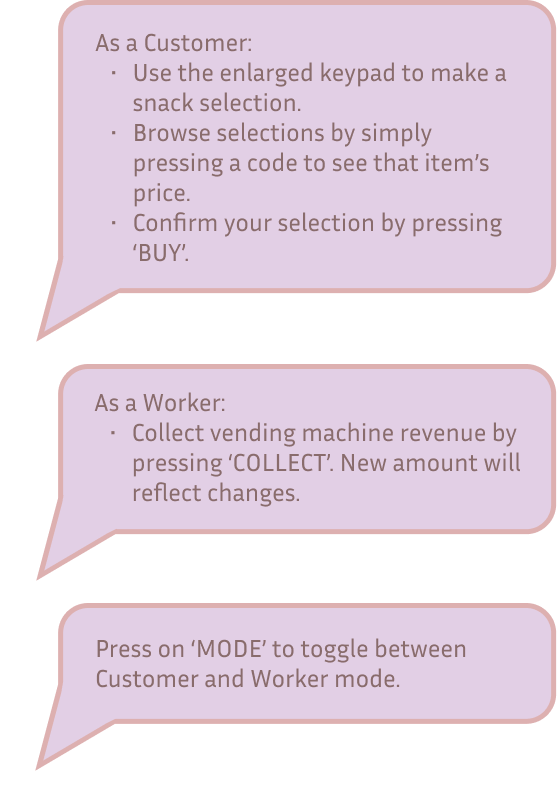 As a Customer:
· Use the enlarged keypad to make a
snack selection.
· Browse selections by simply
pressing a code to see that item’s
price.
· Confirm your selection by pressing
‘BUY’.
As a Worker:
· Collect vending machine revenue by
pressing ‘COLLECT’. New amount will
reflect changes.
Press on ‘MODE’ to toggle between
Customer and Worker mode.